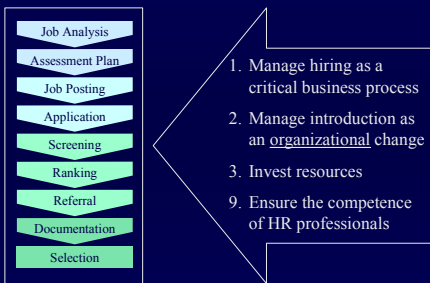 Job Analysis
Assessment Plan
Job Posting
Application
Screening
Ranking
Referral
Documentation
Selection
1. Manage hiring as a
critical business process
2. Manage introduction as
an organizational change
3. Invest resources
9. Ensure the competence
of HR professionals